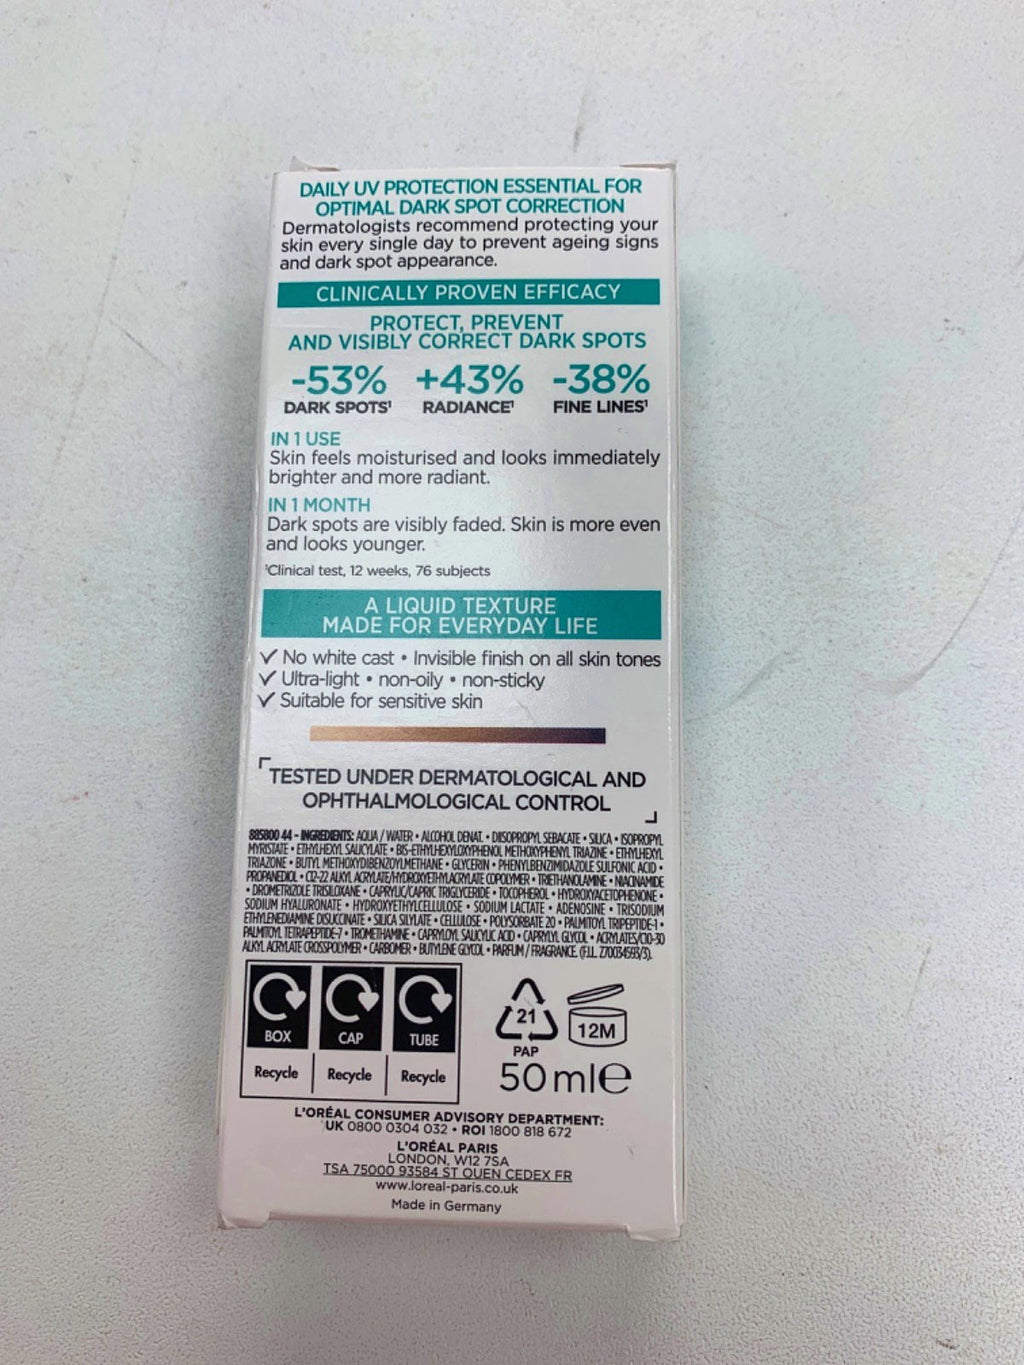 DAILY UV PROTECTION ESSENTIAL FOR
OPTIMAL DARK SPOT CORRECTION
Dermatologists recommend protecting your
skin every single day to prevent ageing signs
and dark spot appearance.
CLINICALLY PROVEN EFFICACY
PROTECT, PREVENT
AND VISIBLY CORRECT DARK SPOTS
-53% +43% -38%
DARK SPOTS¹ RADIANCE¹ FINE LINES¹
IN 1 USE
Skin feels moisturised and looks immediately
brighter and more radiant.
IN 1 MONTH
Dark spots are visibly faded. Skin is more even
and looks younger.
¹Clinical test, 12 weeks, 76 subjects
A LIQUID TEXTURE
MADE FOR EVERYDAY LIFE
✓ No white cast • Invisible finish on all skin tones
✓ Ultra-light • non-oily • non-sticky
✓ Suitable for sensitive skin
TESTED UNDER DERMATOLOGICAL AND
OPHTHALMOLOGICAL CONTROL
885800 44 - INGREDIENTS: AQUA / WATER • ALCOHOL DENAT. • DIISOPROPYL SEBACATE • SILICA • ISOPROPYL
MYRISTATE • ETHYLHEXYL SALICYLATE • BIS-ETHYLHEXYLOXYPHENOL METHOXYPHENYL TRIAZINE • ETHYLHEXYL
TRIAZONE • BUTYL METHOXYDIBENZOYLMETHANE • GLYCERIN • PHENYLBENZIMIDAZOLE SULFONIC ACID •
PROPANEDIOL • C12-22 ALKYL ACRYLATE/HYDROXYETHYLACRYLATE COPOLYMER • TRIETHANOLAMINE • NIACINAMIDE
• DROMETRIZOLE TRISILOXANE • CAPRYLIC/CAPRIC TRIGLYCERIDE • TOCOPHEROL • HYDROXYACETOPHENONE •
SODIUM HYALURONATE • HYDROXYETHYLCELLULOSE • SODIUM LACTATE • ADENOSINE • TRISODIUM
ETHYLENEDIAMINE DISUCCINATE • SILICA SILYLATE • CELLULOSE • POLYSORBATE 20 • PALMITOYL TRIPEPTIDE-1 •
PALMITOYL TETRAPEPTIDE-7 • TROMETHAMINE • CAPRYLOYL SALICYLIC ACID • CAPRYLYL GLYCOL • ACRYLATES/C10-30
ALKYL ACRYLATE CROSSPOLYMER • CARBOMER • BUTYLENE GLYCOL • PARFUM / FRAGRANCE. (F.I.L. Z70034593/3).
BOX CAP TUBE
Recycle Recycle Recycle
21
PAP
12M
50 ml e
L'ORÉAL CONSUMER ADVISORY DEPARTMENT:
UK 0800 0304 032 • ROI 1800 818 672
L'ORÉAL PARIS
LONDON, W12 7SA
TSA 75000 93584 ST OUEN CEDEX FR
www.loreal-paris.co.uk
Made in Germany